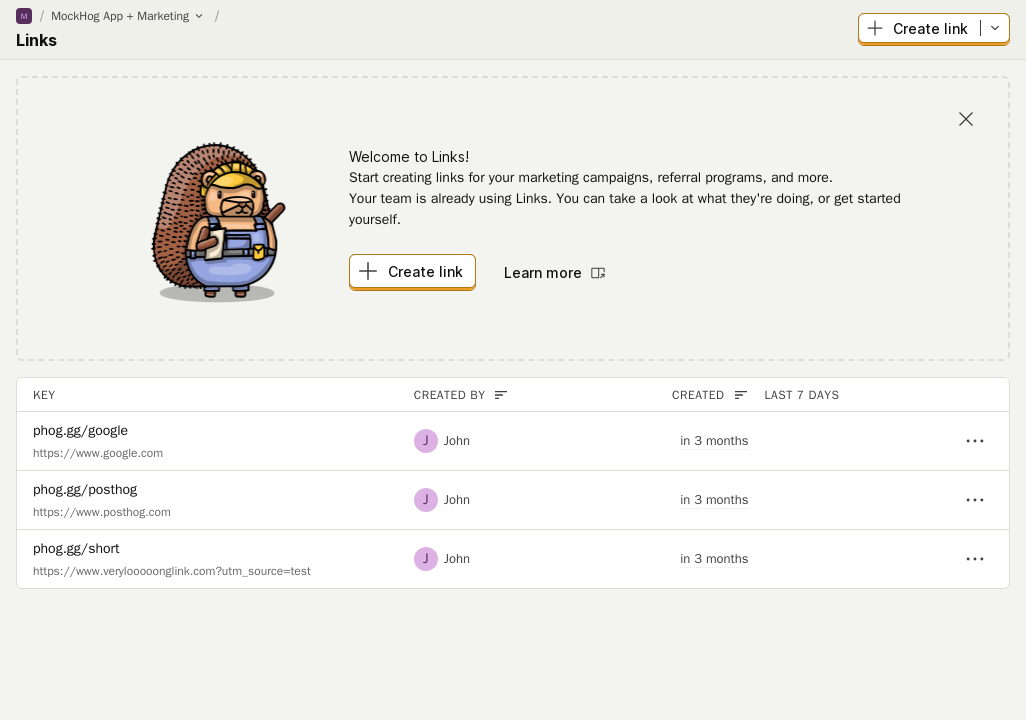 M / MockHog App + Marketing /
Links
Create link
Welcome to Links!
Start creating links for your marketing campaigns, referral programs, and more.
Your team is already using Links. You can take a look at what they're doing, or get started
yourself.
Create link
Learn more
KEY CREATED BY CREATED LAST 7 DAYS
phog.gg/google
https://www.google.com
J John in 3 months
phog.gg/posthog
https://www.posthog.com
J John in 3 months
phog.gg/short
https://www.verylooooonglink.com?utm_source=test
J John in 3 months